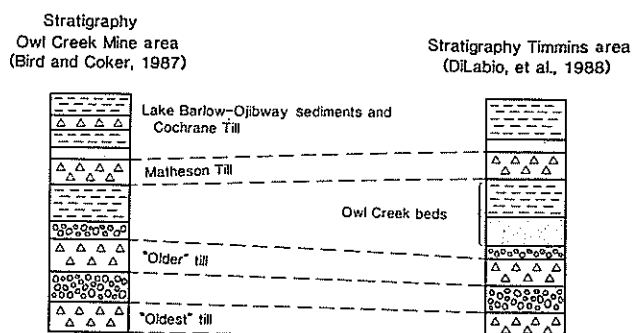 Stratigraphy
Owl Creek Mine area
(Bird and Coker, 1987)
Stratigraphy Timmins area
(DiLabio, et al., 1988)
Lake Barlow-Ojibway sediments and
Cochrane Till
Matheson Till
Owl Creek beds
"Older" till
"Oldest" till